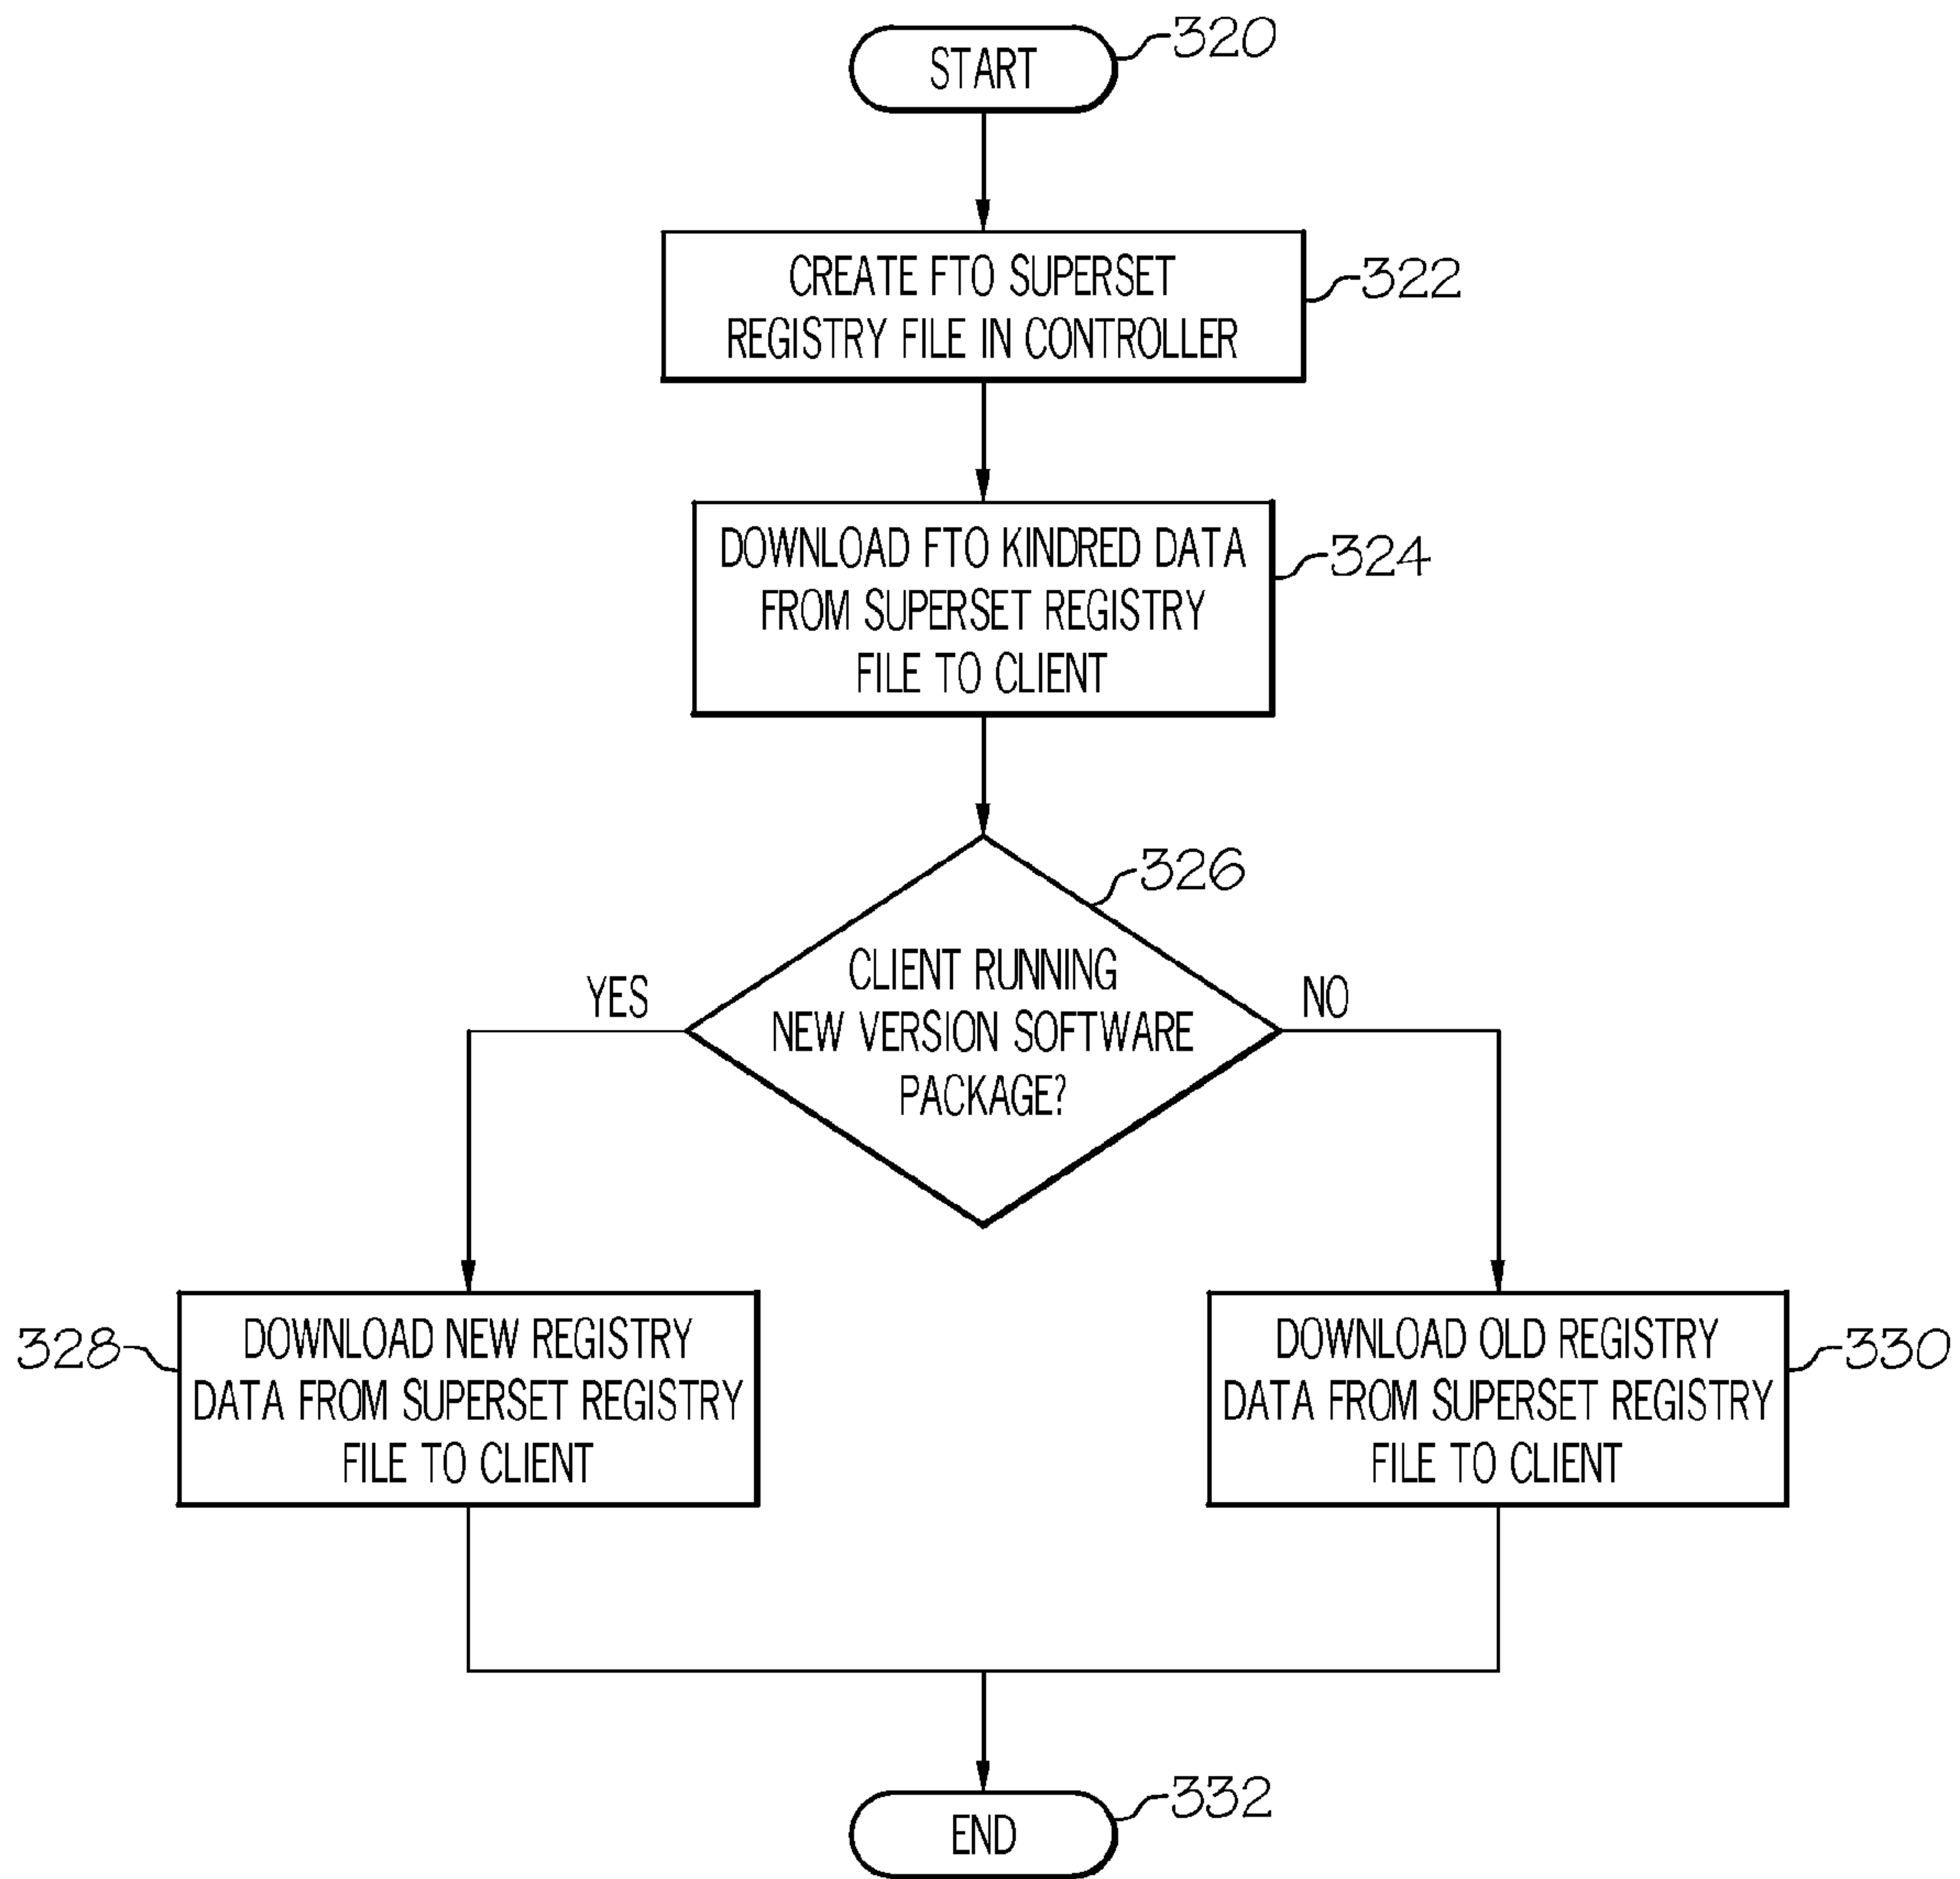 START
320
CREATE FTO SUPERSET
REGISTRY FILE IN CONTROLLER
322
DOWNLOAD FTO KINDRED DATA
FROM SUPERSET REGISTRY
FILE TO CLIENT
324
326
CLIENT RUNNING
NEW VERSION SOFTWARE
PACKAGE?
YES
NO
328
DOWNLOAD NEW REGISTRY
DATA FROM SUPERSET REGISTRY
FILE TO CLIENT
DOWNLOAD OLD REGISTRY
DATA FROM SUPERSET REGISTRY
FILE TO CLIENT
330
END
332